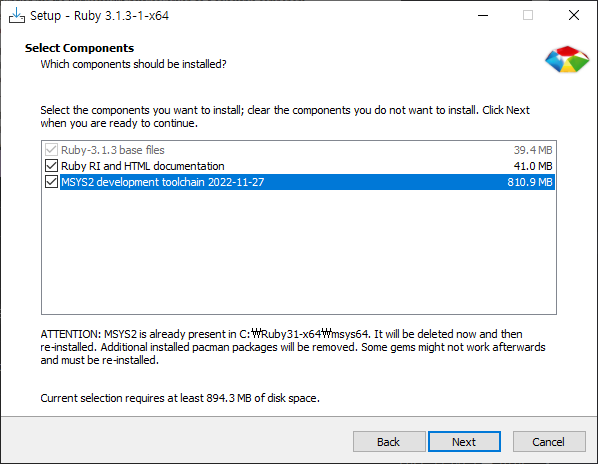 Setup - Ruby 3.1.3-1-x64
Select Components
Which components should be installed?
Select the components you want to install; clear the components you do not want to install. Click Next
when you are ready to continue.
Ruby-3.1.3 base files 39.4 MB
Ruby RI and HTML documentation 41.0 MB
MSYS2 development toolchain 2022-11-27 810.9 MB
ATTENTION: MSYS2 is already present in C:₩Ruby31-x64₩msys64. It will be deleted now and then
re-installed. Additional installed pacman packages will be removed. Some gems might not work afterwards
and must be re-installed.
Current selection requires at least 894.3 MB of disk space.
Back Next Cancel